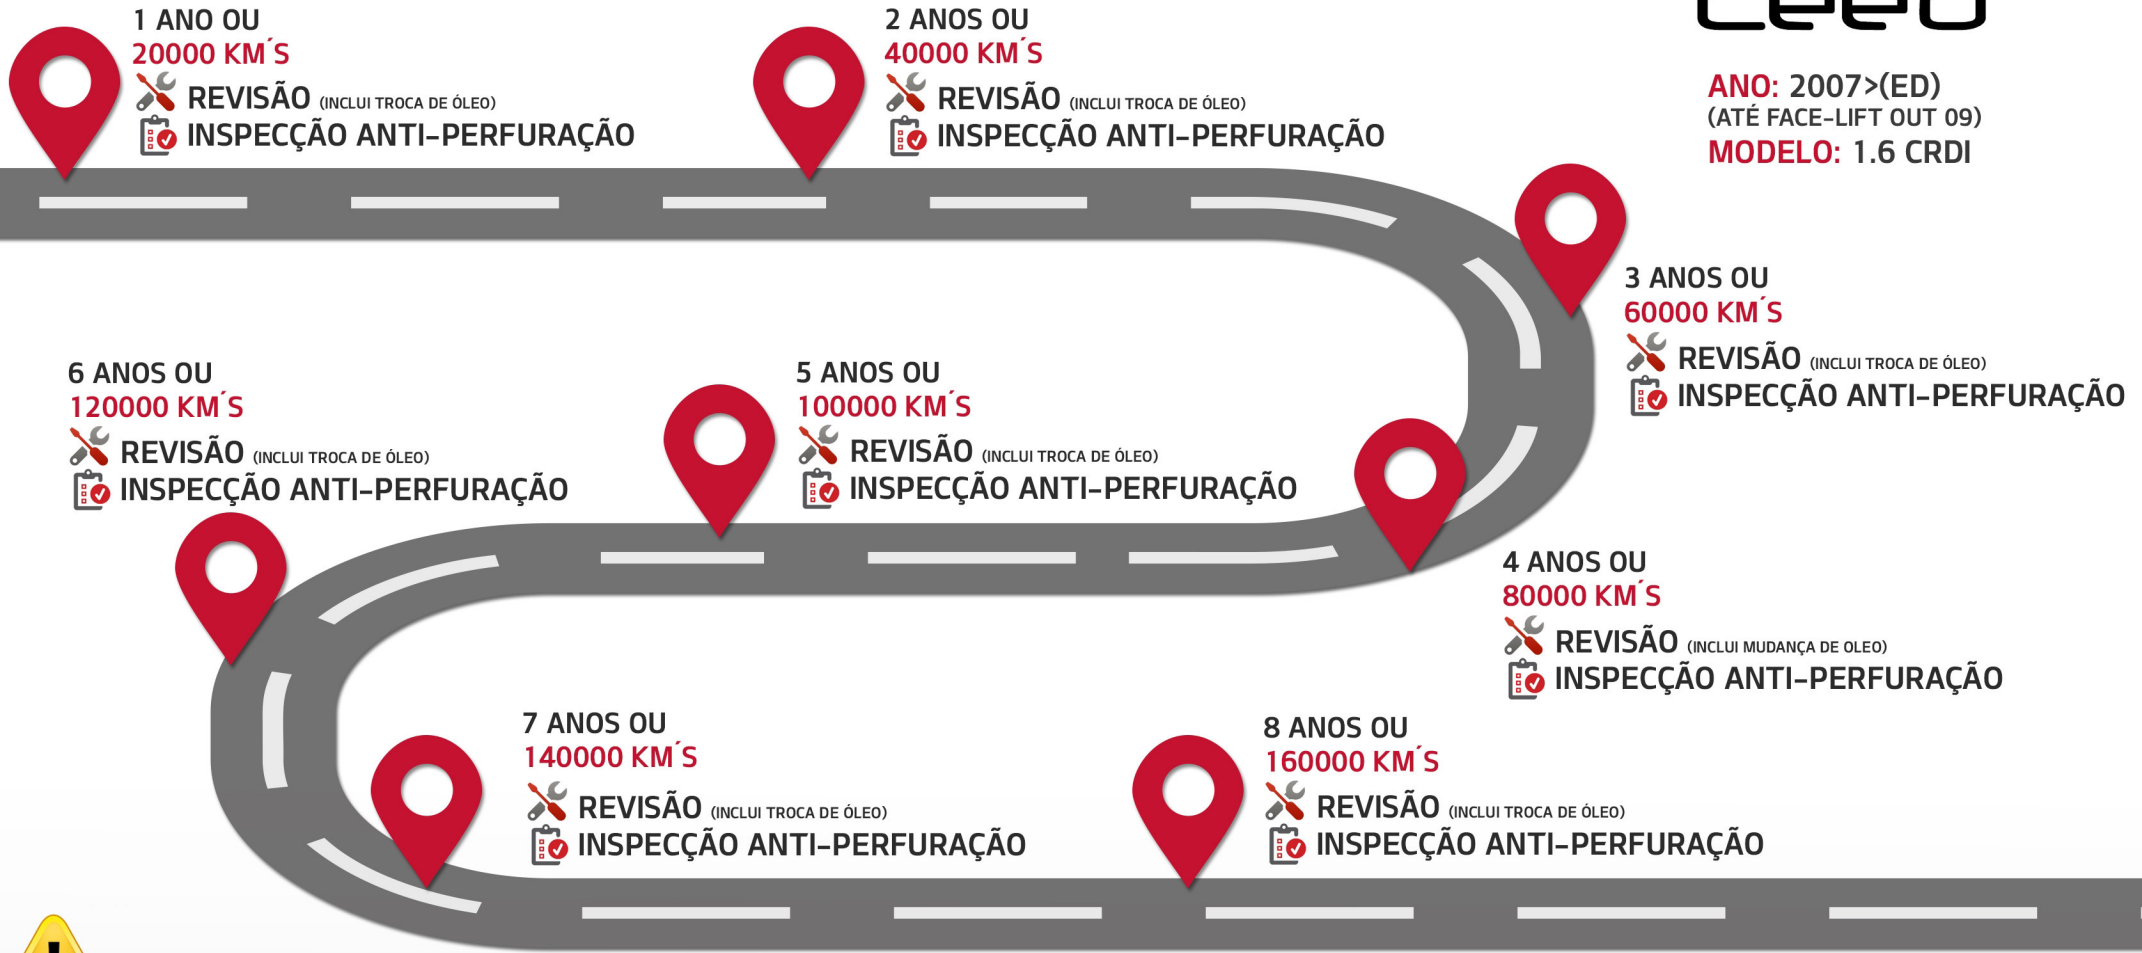 1 ANO OU
20000 KM´S
REVISÃO (INCLUI TROCA DE ÓLEO)
INSPECÇÃO ANTI-PERFURAÇÃO
2 ANOS OU
40000 KM´S
REVISÃO (INCLUI TROCA DE ÓLEO)
INSPECÇÃO ANTI-PERFURAÇÃO
ANO: 2007>(ED)
(ATÉ FACE-LIFT OUT 09)
MODELO: 1.6 CRDI
3 ANOS OU
60000 KM´S
REVISÃO (INCLUI TROCA DE ÓLEO)
INSPECÇÃO ANTI-PERFURAÇÃO
4 ANOS OU
80000 KM´S
REVISÃO (INCLUI MUDANÇA DE OLEO)
INSPECÇÃO ANTI-PERFURAÇÃO
5 ANOS OU
100000 KM´S
REVISÃO (INCLUI TROCA DE ÓLEO)
INSPECÇÃO ANTI-PERFURAÇÃO
6 ANOS OU
120000 KM´S
REVISÃO (INCLUI TROCA DE ÓLEO)
INSPECÇÃO ANTI-PERFURAÇÃO
7 ANOS OU
140000 KM´S
REVISÃO (INCLUI TROCA DE ÓLEO)
INSPECÇÃO ANTI-PERFURAÇÃO
8 ANOS OU
160000 KM´S
REVISÃO (INCLUI TROCA DE ÓLEO)
INSPECÇÃO ANTI-PERFURAÇÃO